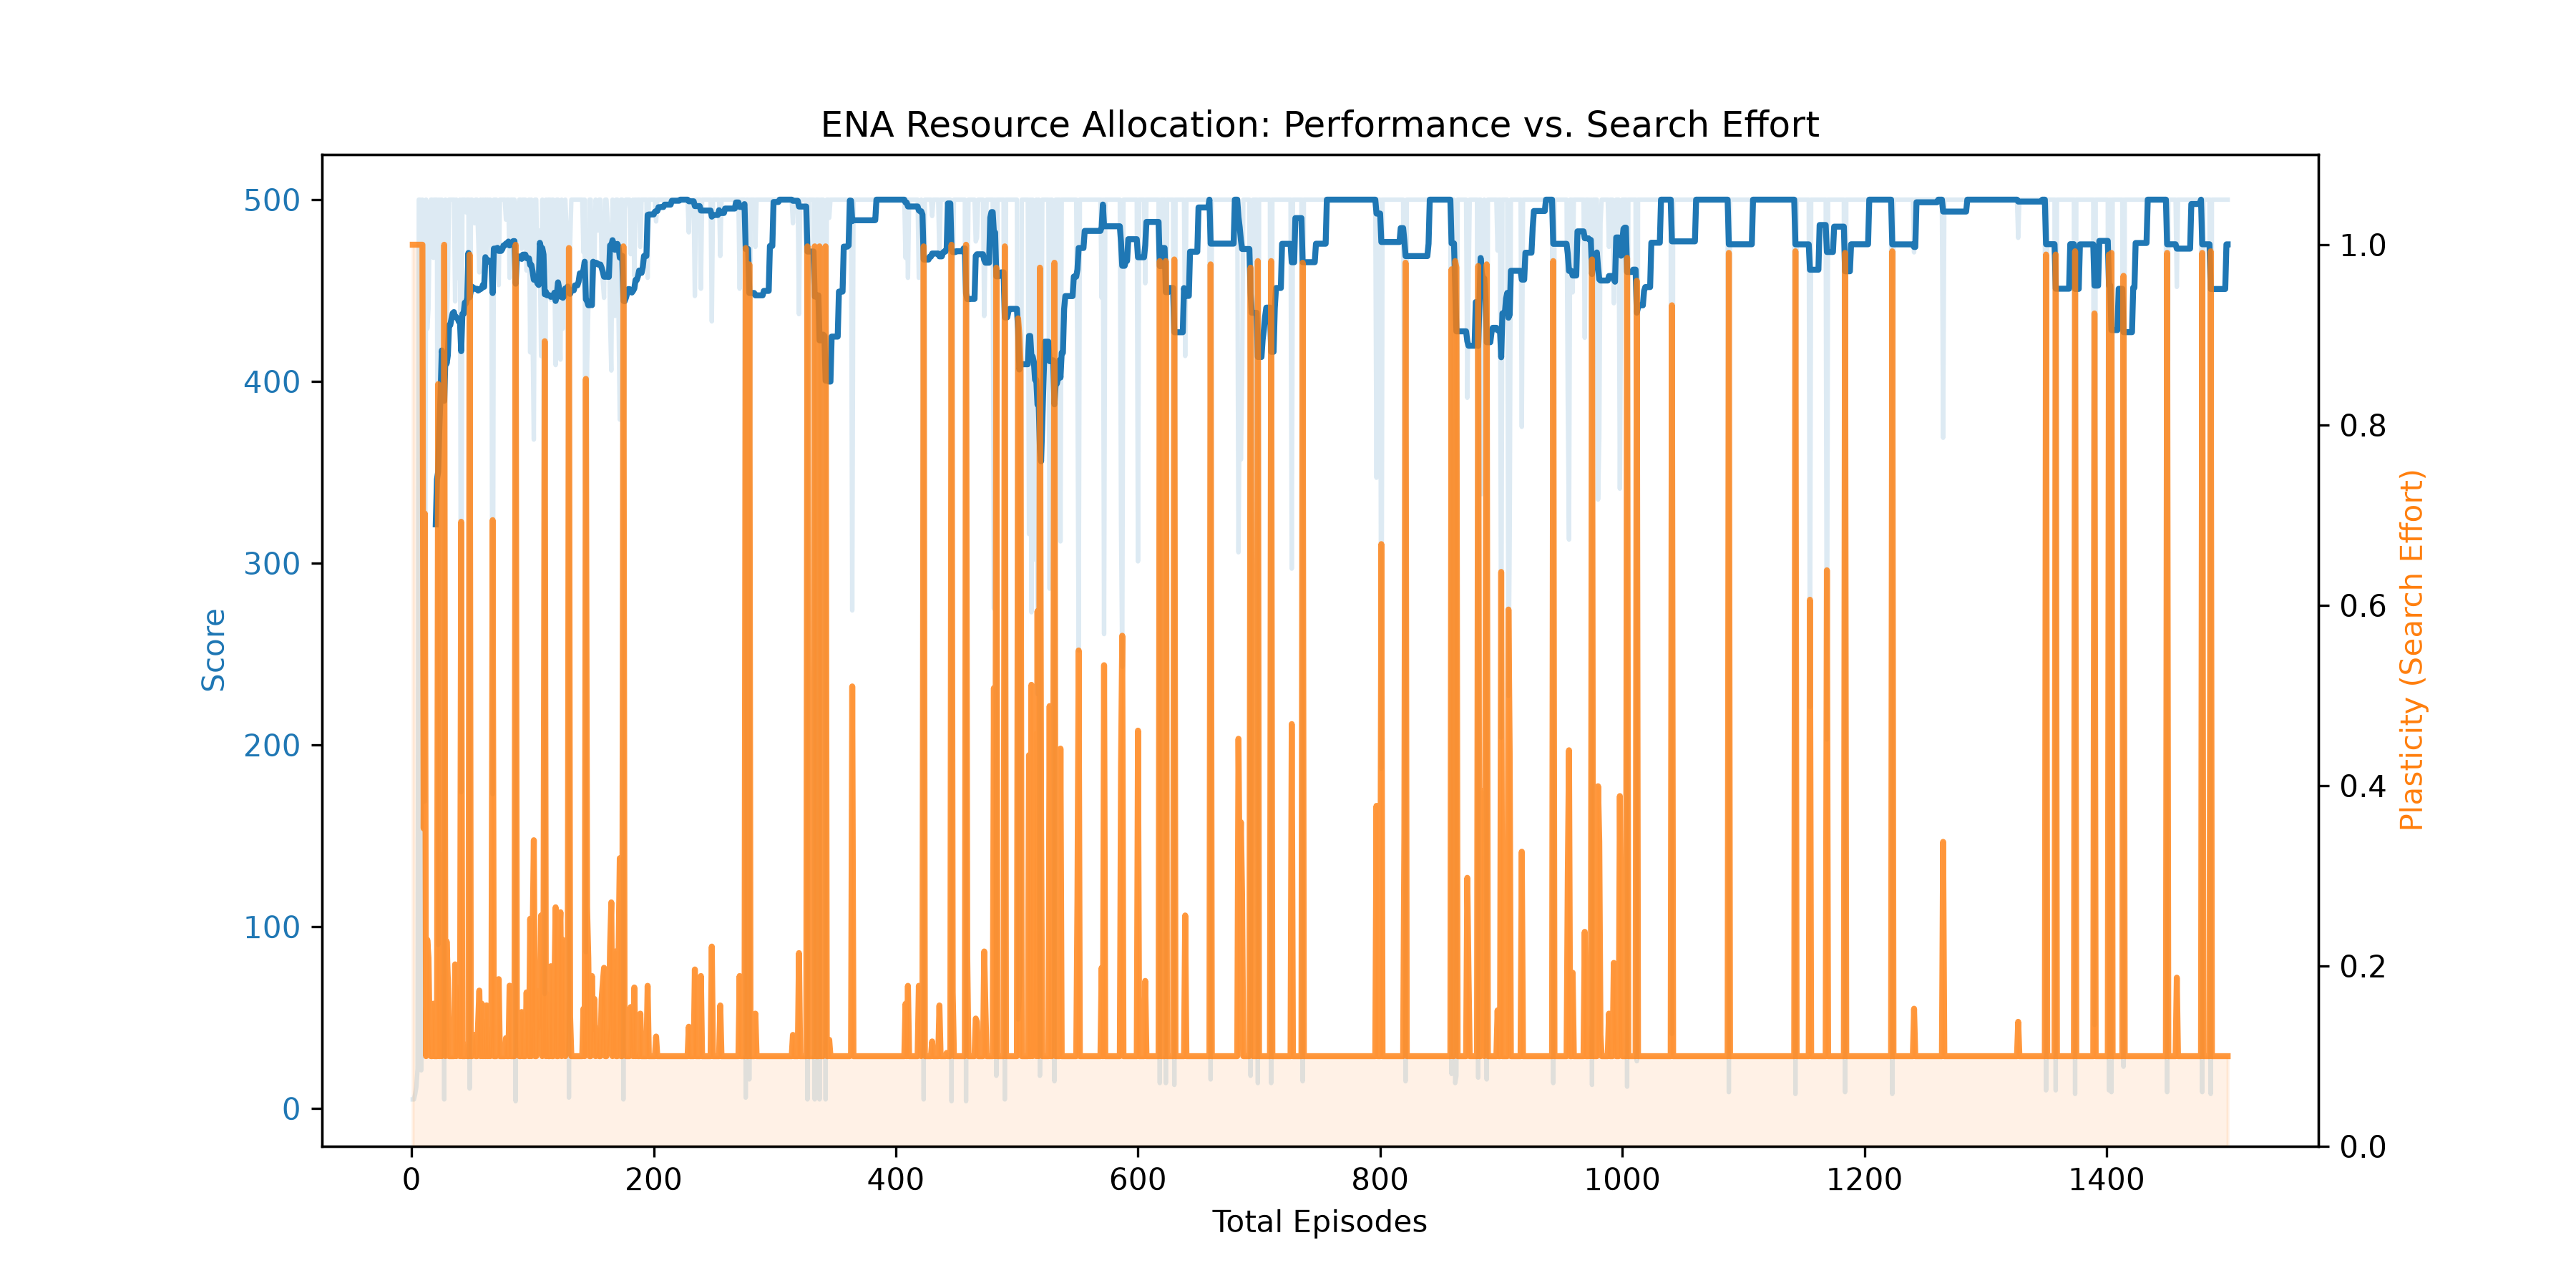 ENA Resource Allocation: Performance vs. Search Effort
500
400
300
200
100
0
Score
1.0
0.8
0.6
0.4
0.2
0.0
Plasticity (Search Effort)
0 200 400 600 800 1000 1200 1400
Total Episodes